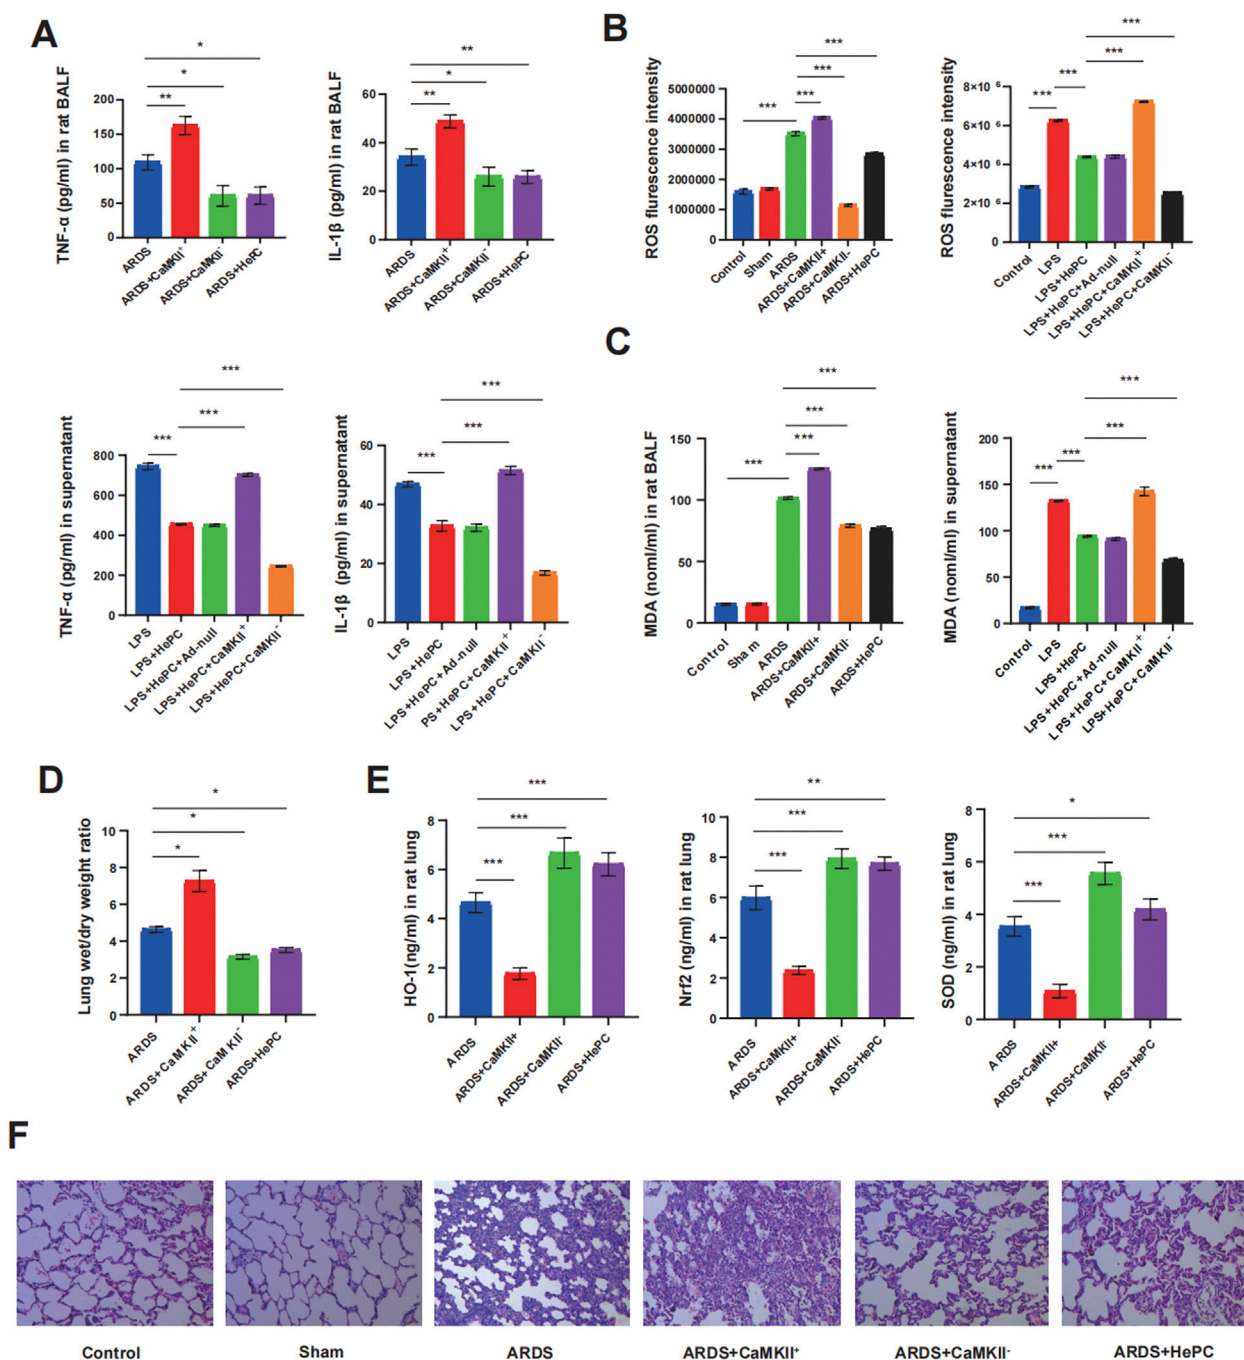 A
TNF-α (pg/ml) in rat BALF
200
150
100
50
0
*
*
**
ARDS
ARDS+CaMKII⁺
ARDS+CaMKII⁻
ARDS+HePC
IL-1β (pg/ml) in rat BALF
60
40
20
0
**
*
**
ARDS
ARDS+CaMKII⁺
ARDS+CaMKII⁻
ARDS+HePC
B
ROS flurescence intensity
5000000
4000000
3000000
2000000
1000000
0
***
***
***
***
Control
Sham
ARDS
ARDS+CaMKII+
ARDS+CaMKII-
ARDS+HePC
ROS flurescence intensity
8×10 ⁶
6×10 ⁶
4×10 ⁶
2×10 ⁶
0
***
***
***
***
Control
LPS
LPS+HePC
LPS+HePC+Ad-null
LPS+HePC+CaMKII⁺
LPS+HePC+CaMKII⁻
TNF-α (pg/ml) in supernatant
800
600
400
200
0
***
***
***
LPS
LPS+HePC
LPS+HePC+Ad-null
LPS+HePC+CaMKII⁺
LPS+HePC+CaMKII⁻
IL-1β (pg/ml) in supernatant
60
40
20
0
***
***
***
LPS
LPS+HePC
LPS+HePC+Ad-null
PS+HePC+CaMKII⁺
LPS+HePC+CaMKII⁻
C
MDA (noml/ml) in rat BALF
150
100
50
0
***
***
***
***
Control
Sha m
ARDS
ARDS+CaMKII+
ARDS+CaMKII-
ARDS+HePC
MDA (noml/ml) in supernatant
200
150
100
50
0
***
***
***
***
Control
LPS
LPS+HePC
LPS+HePC+Ad-null
LPS+HePC+CaMKII⁺
LPS+HePC+CaMKII⁻
D
Lung wet/dry weight ratio
10
8
6
4
2
0
*
*
*
ARDS
ARDS+CaMKII⁺
ARDS+CaMKII⁻
ARDS+HePC
E
HO-1(ng/ml) in rat lung
8
6
4
2
0
***
***
***
ARDS
ARDS+CaMKII+
ARDS+CaMKII-
ARDS+HePC
Nrf2 (ng/ml) in rat lung
10
8
6
4
2
0
**
***
***
ARDS
ARDS+CaMKII+
ARDS+CaMKII-
ARDS+HePC
SOD (ng/ml) in rat lung
8
6
4
2
0
*
***
***
ARDS
ARDS+CaMKII+
ARDS+CaMKII-
ARDS+HePC
F
Control
Sham
ARDS
ARDS+CaMKII⁺
ARDS+CaMKII⁻
ARDS+HePC